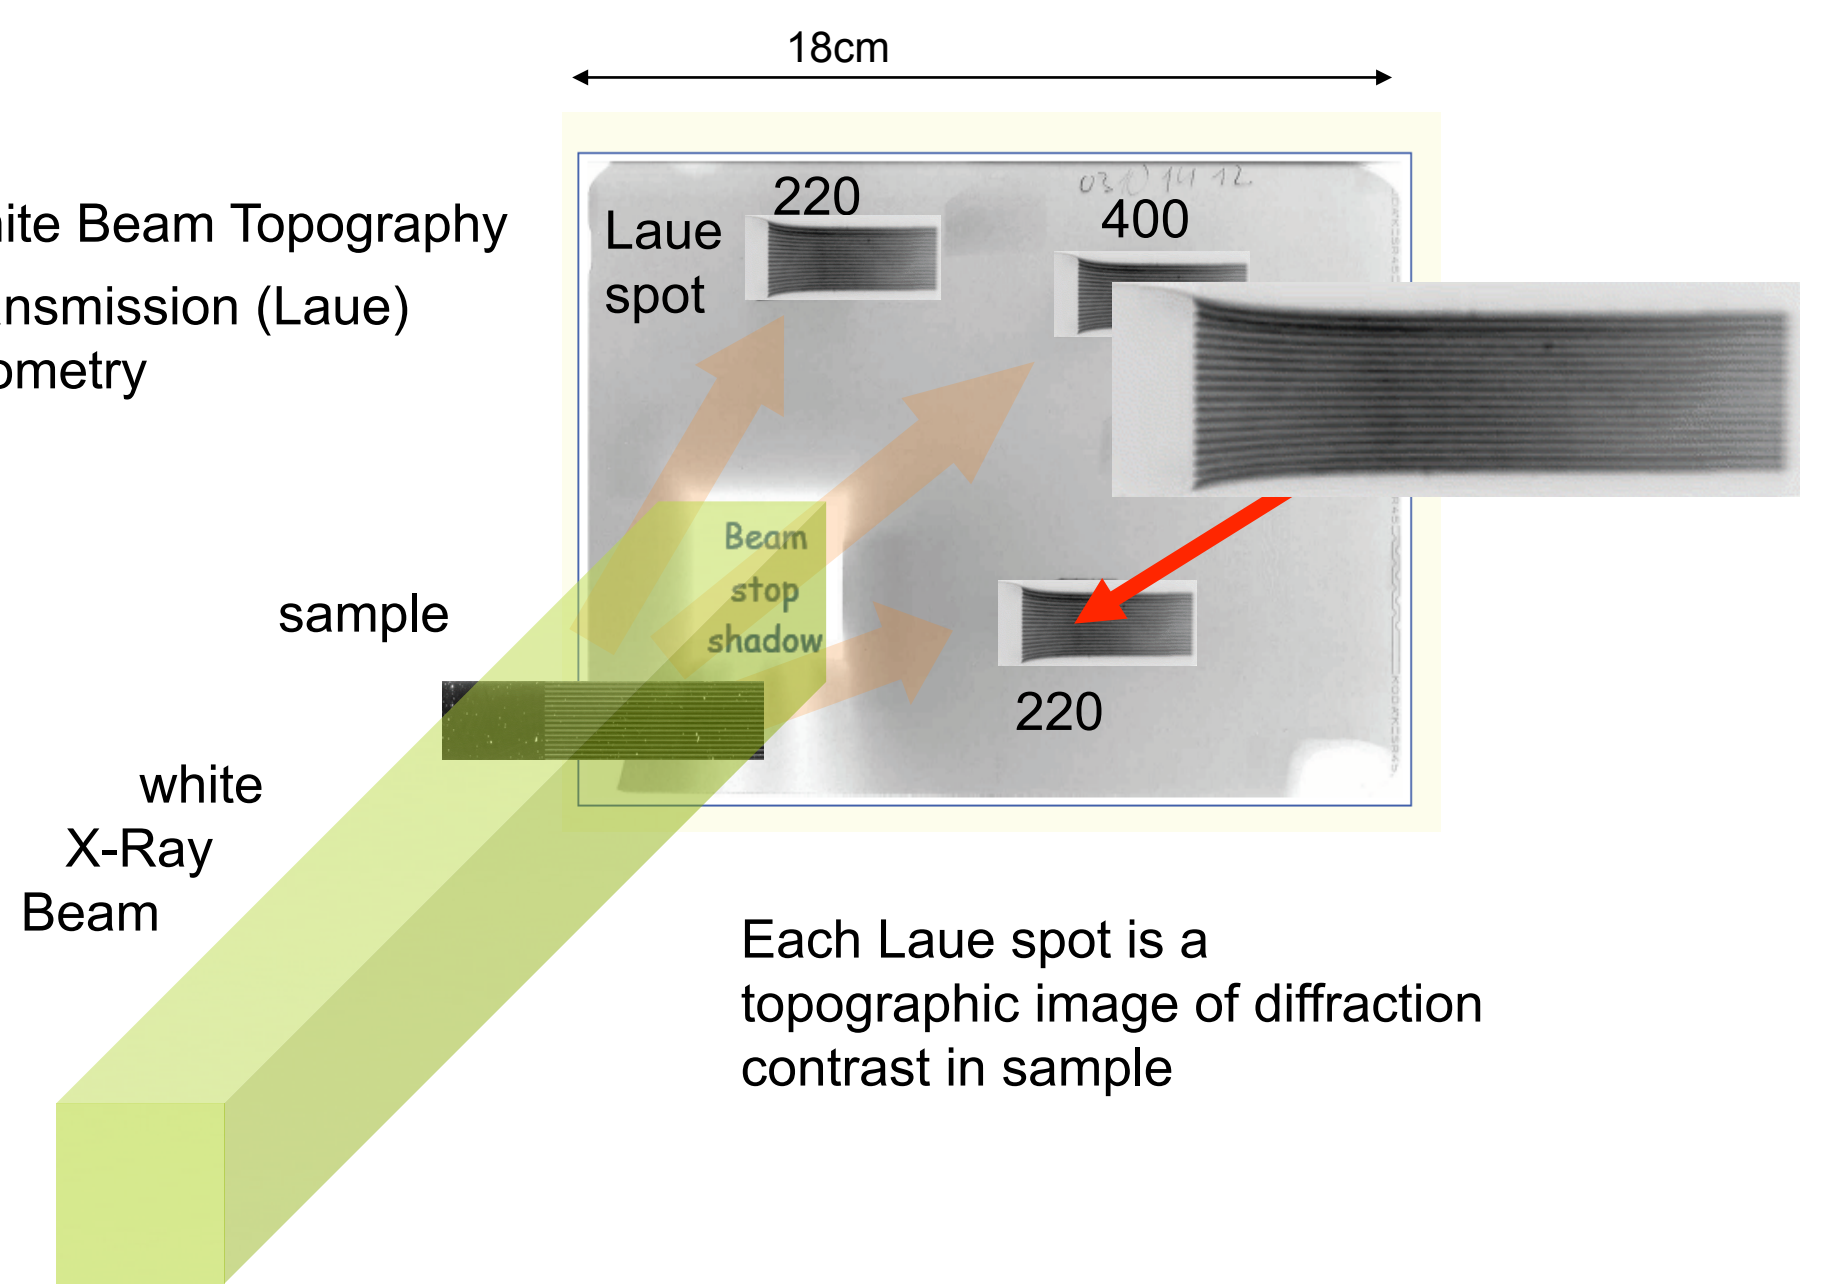 18cm
ite Beam Topography
nsmission (Laue)
ometry
220
Laue
spot
400
Beam
stop
shadow
sample
220
white
X-Ray
Beam
Each Laue spot is a
topographic image of diffraction
contrast in sample